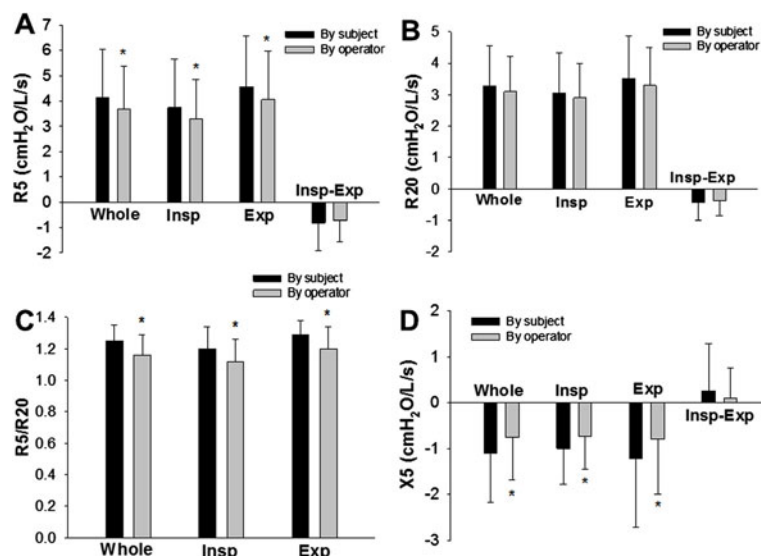 A
By subject
By operator
R5 (cmH2O/L/s)
7
6
5
4
3
2
1
0
-1
-2
*
*
*
Insp-Exp
Whole
Insp
Exp
B
By subject
By operator
R20 (cmH2O/L/s)
6
5
4
3
2
1
0
-1
-2
Insp-Exp
Whole
Insp
Exp
C
By subject
By operator
R5/R20
1.4
1.2
1.0
0.8
0.6
0.4
0.2
0.0
*
*
*
Whole
Insp
Exp
D
By subject
By operator
X5 (cmH2O/L/s)
2
1
0
-1
-2
-3
Whole
Insp
Exp
Insp-Exp
*
*
*